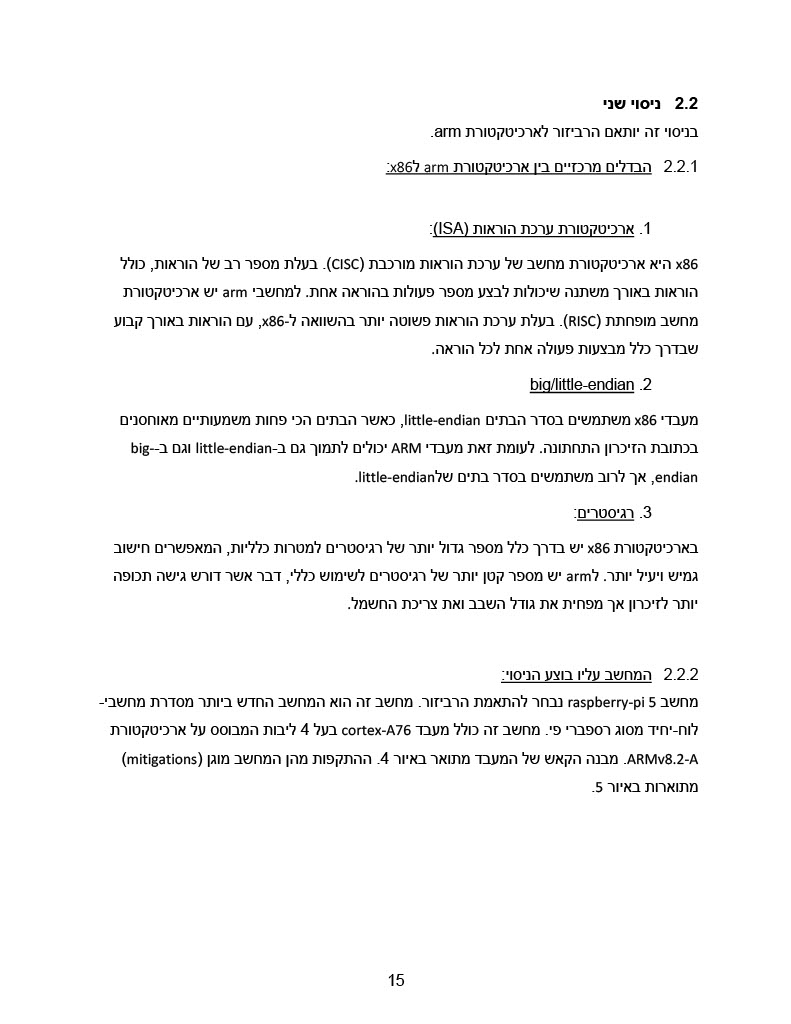 2.2 ניסוי שני
בניסוי זה יותאם הרביזור לארכיטקטורת arm.
2.2.1 הבדלים מרכזיים בין ארכיטקטורת arm לx86:
1. ארכיטקטורת ערכת הוראות (ISA):
x86 היא ארכיטקטורת מחשב של ערכת הוראות מורכבת (CISC). בעלת מספר רב של הוראות, כולל
הוראות באורך משתנה שיכולות לבצע מספר פעולות בהוראה אחת. למחשבי arm יש ארכיטקטורת
מחשב מופחתת (RISC). בעלת ערכת הוראות פשוטה יותר בהשוואה ל-x86, עם הוראות באורך קבוע
שבדרך כלל מבצעות פעולה אחת לכל הוראה.
2. big/little-endian
מעבדי x86 משתמשים בסדר הבתים little-endian, כאשר הבתים הכי פחות משמעותיים מאוחסנים
בכתובת הזיכרון התחתונה. לעומת זאת מעבדי ARM יכולים לתמוך גם ב-little-endian וגם ב-big-
endian, אך לרוב משתמשים בסדר בתים שלlittle-endian.
3. רגיסטרים:
בארכיטקטורת x86 יש בדרך כלל מספר גדול יותר של רגיסטרים למטרות כלליות, המאפשרים חישוב
גמיש ויעיל יותר. לarm יש מספר קטן יותר של רגיסטרים לשימוש כללי, דבר אשר דורש גישה תכופה
יותר לזיכרון אך מפחית את גודל השבב ואת צריכת החשמל.
2.2.2 המחשב עליו בוצע הניסוי:
מחשב raspberry-pi 5 נבחר להתאמת הרביזור. מחשב זה הוא המחשב החדש ביותר מסדרת מחשבי-
לוח-יחיד מסוג רספברי פי. מחשב זה כולל מעבד cortex-A76 בעל 4 ליבות המבוסס על ארכיטקטורת
ARMv8.2-A. מבנה הקאש של המעבד מתואר באיור 4. ההתקפות מהן המחשב מוגן (mitigations)
מתוארות באיור 5.
15